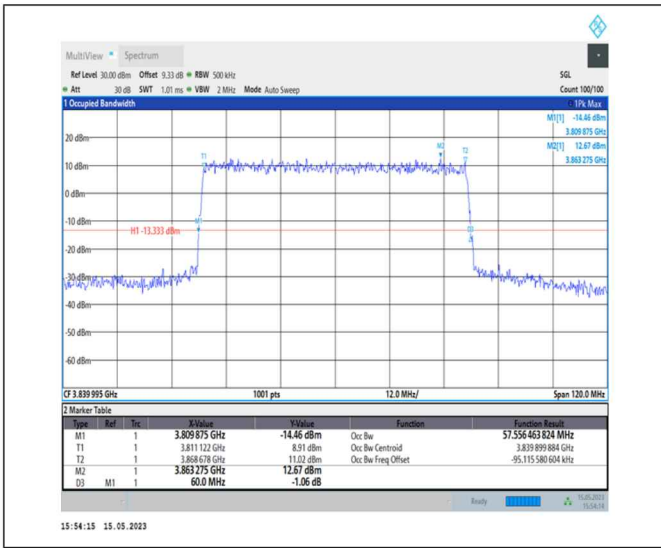 MultiView Spectrum
Ref Level 30.00 dBm Offset 9.33 dB RBW 500 kHz SGL
Att 30 dB SWT 1.01 ms VBW 2 MHz Mode Auto Sweep Count 100/100
1 Occupied Bandwidth 1Pk Max
M1[1] -14.46 dBm
3.809 875 GHz
M2[1] 12.67 dBm
3.863 275 GHz
20 dBm
M2
T2
T1
10 dBm
0 dBm
-10 dBm
M1
H1 -13.333 dBm
D3
-20 dBm
-30 dBm
-40 dBm
-50 dBm
-60 dBm
CF 3.839 995 GHz 1001 pts 12.0 MHz/ Span 120.0 MHz
2 Marker Table
Type Ref Trc X-Value Y-Value Function Function Result
M1 1 3.809 875 GHz -14.46 dBm Occ Bw 57.556 463 824 MHz
T1 1 3.811 122 GHz 8.91 dBm Occ Bw Centroid 3.839 899 884 GHz
T2 1 3.868 678 GHz 11.02 dBm Occ Bw Freq Offset -95.115 580 604 kHz
M2 1 3.863 275 GHz 12.67 dBm
D3 M1 1 60.0 MHz -1.06 dB
Ready 15.05.2023
15:54:14
15:54:15 15.05.2023